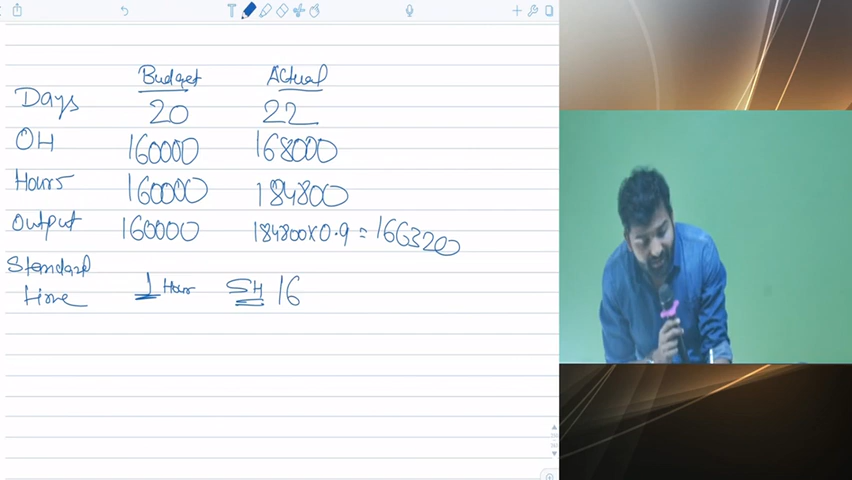 Budget Actual
Days 20 22
OH 160000 168000
Hours 160000 184800
Output 160000 184800×0.9 = 166320
Standard
time 1 Hour SH 16